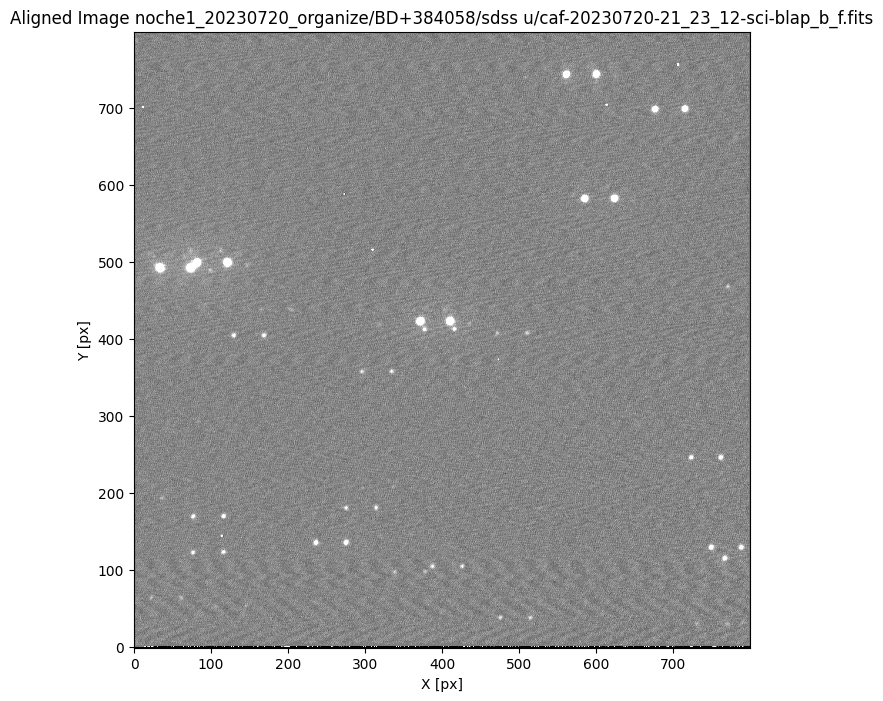 Aligned Image noche1_20230720_organize/BD+384058/sdss u/caf-20230720-21_23_12-sci-blap_b_f.fits
700
600
500
400
300
200
100
0
Y [px]
0 100 200 300 400 500 600 700
X [px]